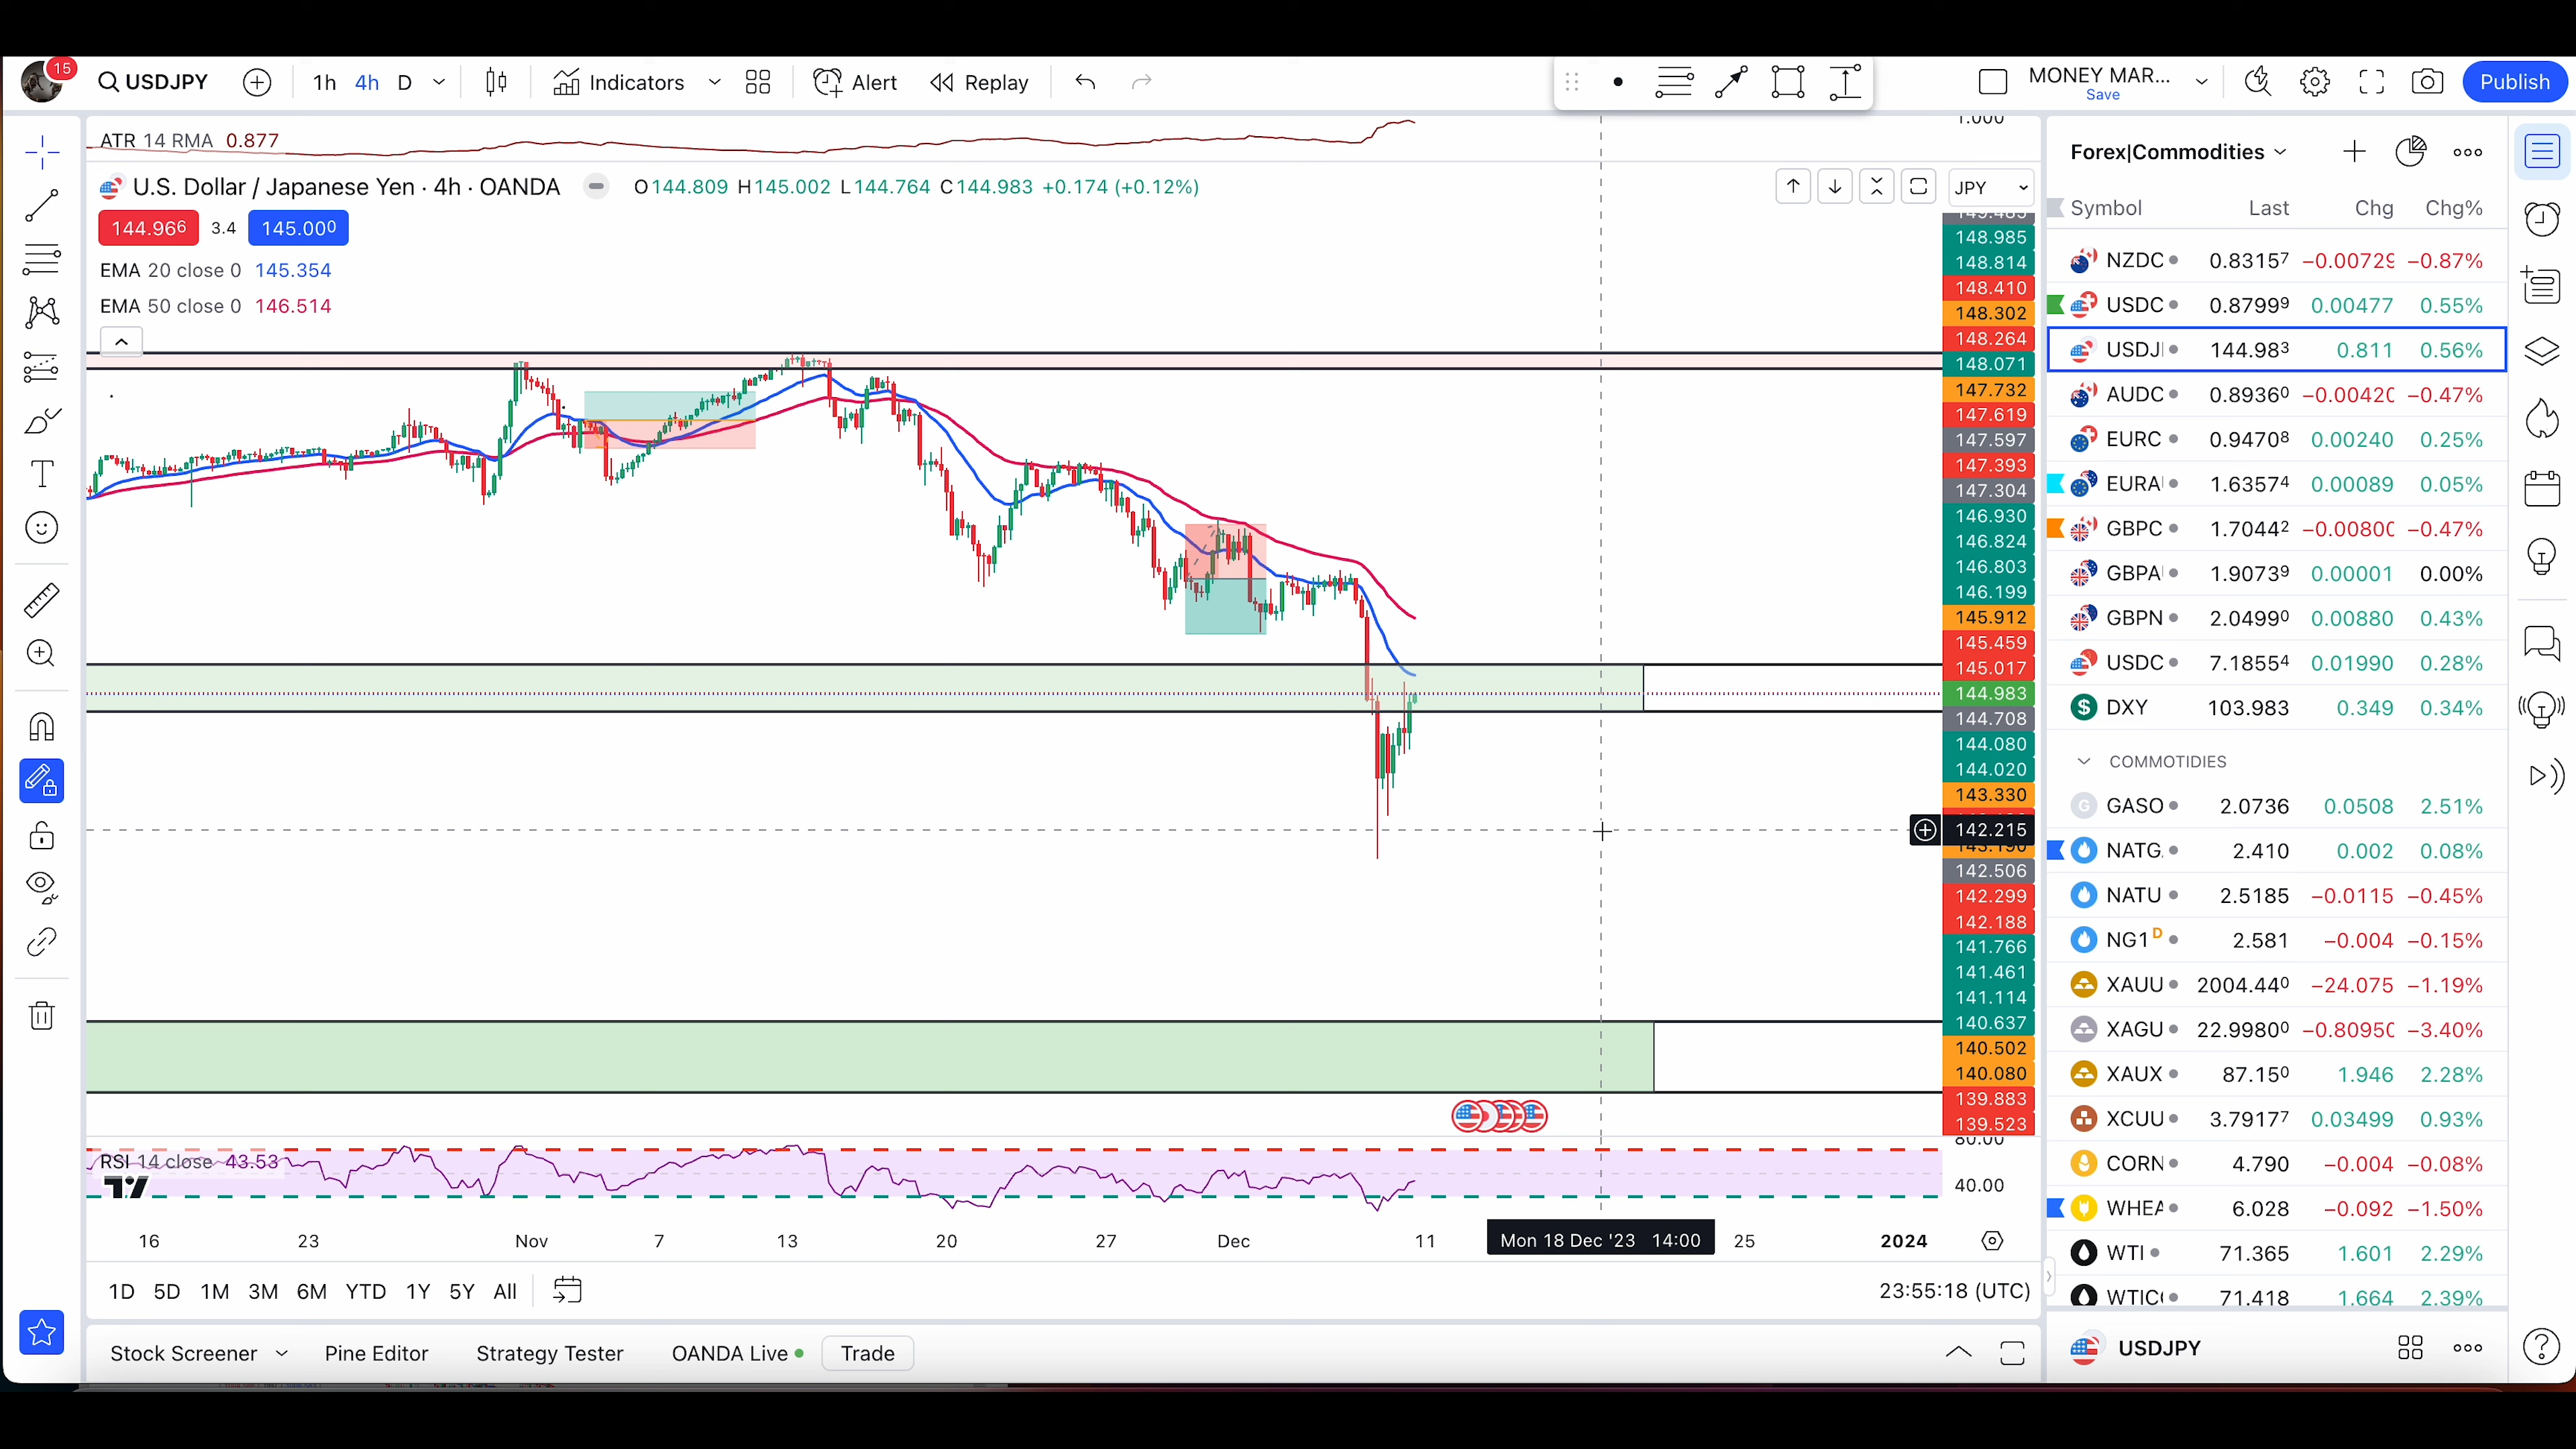 15
USDJPY
1h 4h D
Indicators
Alert
Replay
MONEY MAR...
Save
Publish
ATR 14 RMA 0.877
1.000
U.S. Dollar / Japanese Yen · 4h · OANDA
O144.809 H145.002 L144.764 C144.983 +0.174 (+0.12%)
JPY
144.966 3.4 145.000
EMA 20 close 0 145.354
EMA 50 close 0 146.514
149.485
148.985
148.814
148.410
148.302
148.264
148.071
147.732
147.619
147.597
147.393
147.304
146.930
146.824
146.803
146.199
145.912
145.459
145.017
144.983
144.708
144.080
144.020
143.330
142.215
143.190
142.506
142.299
142.188
141.766
141.461
141.114
140.637
140.502
140.080
139.883
139.523
80.00
RSI 14 close 43.53
40.00
16 23 Nov 7 13 20 27 Dec 11 Mon 18 Dec '23 14:00 25 2024
1D 5D 1M 3M 6M YTD 1Y 5Y All
23:55:18 (UTC)
Stock Screener Pine Editor Strategy Tester OANDA Live Trade
Forex|Commodities
Symbol Last Chg Chg%
NZDC 0.83157 −0.00729 −0.87%
USDC 0.87999 0.00477 0.55%
USDJ 144.983 0.811 0.56%
AUDC 0.89360 −0.0042 −0.47%
EURC 0.94708 0.00240 0.25%
EURA 1.63574 0.00089 0.05%
GBPC 1.70442 −0.0080 −0.47%
GBPA 1.90739 0.00001 0.00%
GBPN 2.04990 0.00880 0.43%
USDC 7.18554 0.01990 0.28%
DXY 103.983 0.349 0.34%
COMMOTIDIES
GASO 2.0736 0.0508 2.51%
NATG 2.410 0.002 0.08%
NATU 2.5185 −0.0115 −0.45%
NG1 D 2.581 −0.004 −0.15%
XAUU 2004.440 −24.075 −1.19%
XAGU 22.99800 −0.8095 −3.40%
XAUX 87.150 1.946 2.28%
XCUU 3.79177 0.03499 0.93%
CORN 4.790 −0.004 −0.08%
WHEA 6.028 −0.092 −1.50%
WTI 71.365 1.601 2.29%
WTIC 71.418 1.664 2.39%
USDJPY